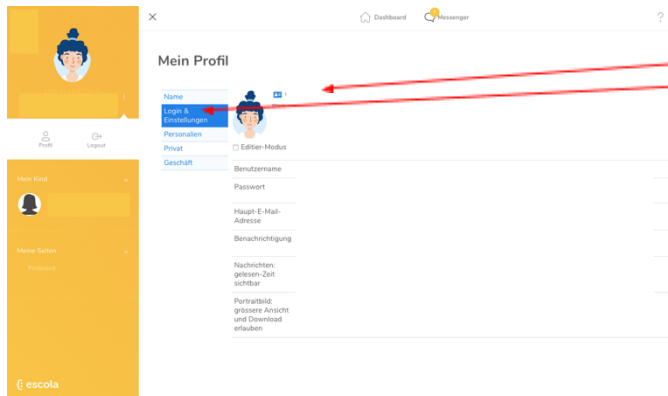 Dashboard
Messenger
?
Mein Profil
Name
Login &
Einstellungen
Personalien
Privat
Geschäft
Editier-Modus
Benutzername
Passwort
Haupt-E-Mail-
Adresse
Benachrichtigung
Nachrichten:
gelesen-Zeit
sichtbar
Portraitbild:
grössere Ansicht
und Download
erlauben
Profil
Logout
Mein Kind
Meine Seiten
escola